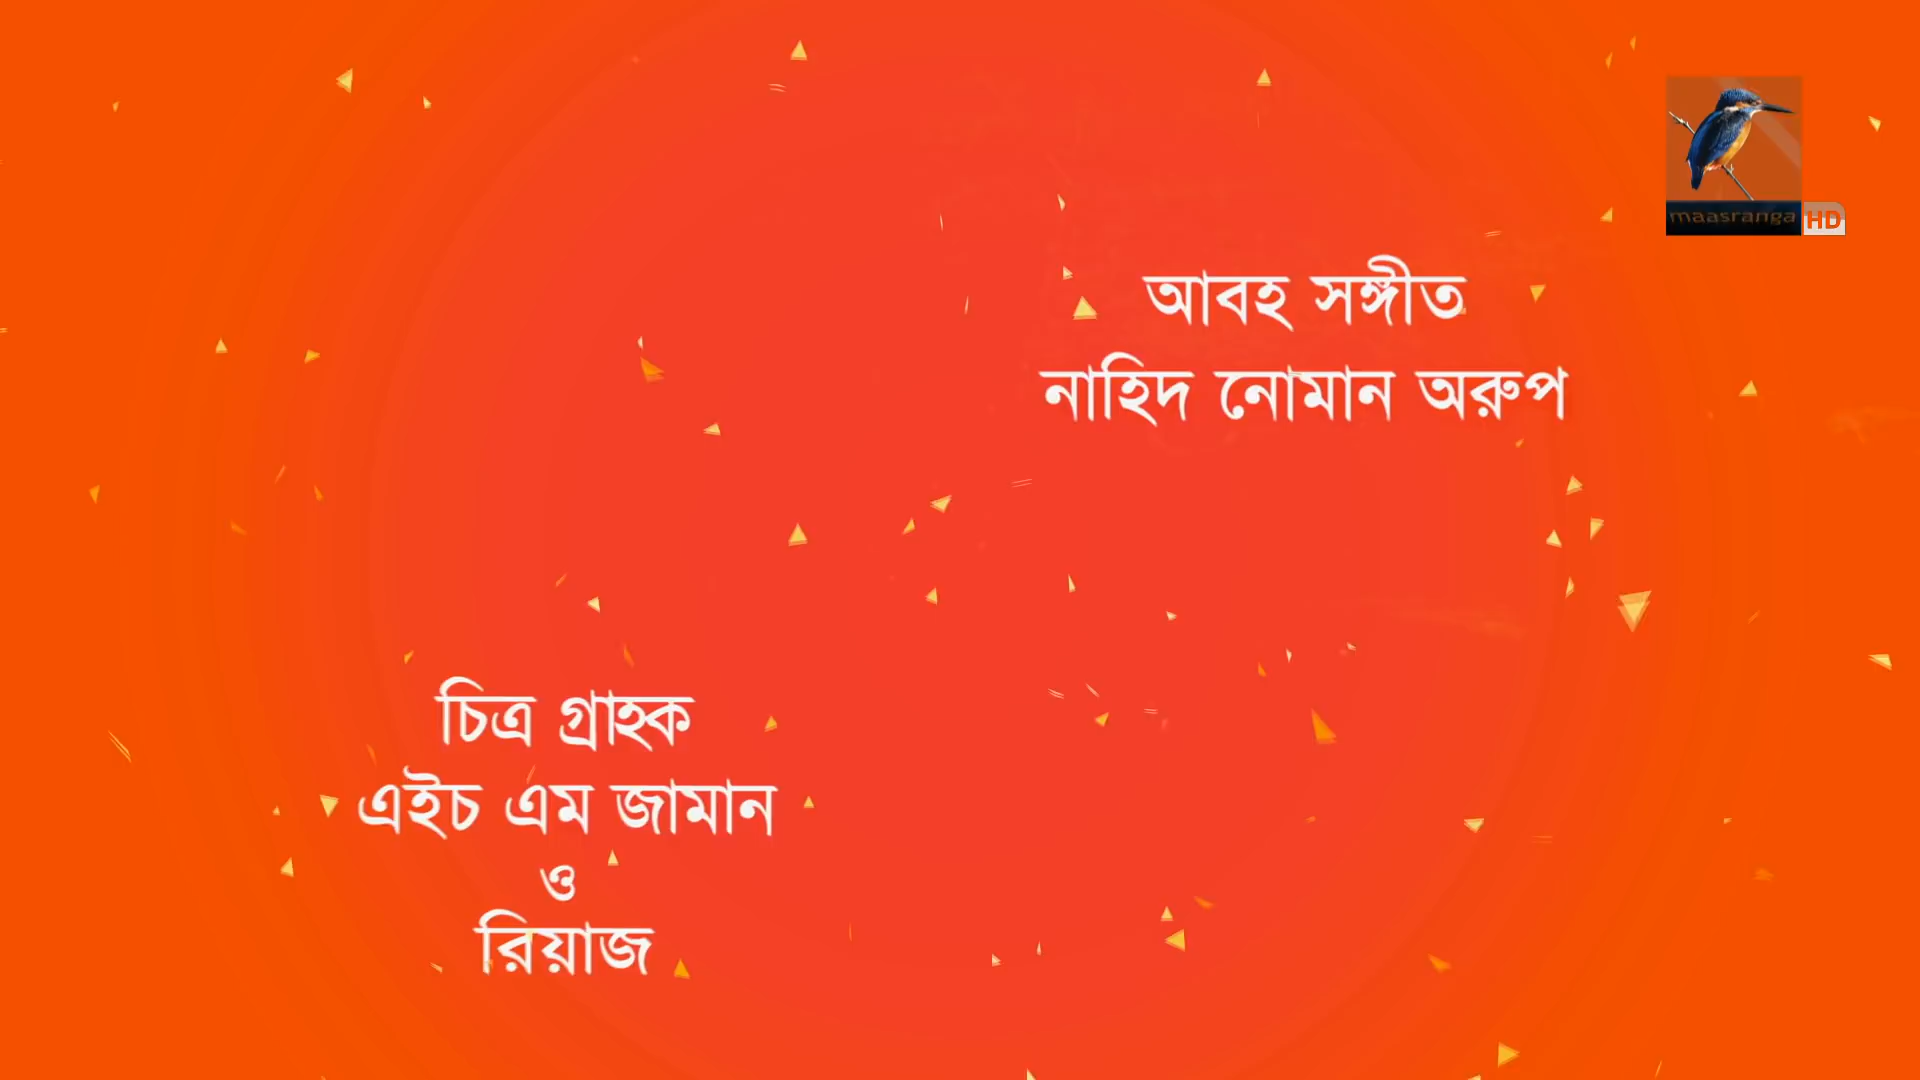 maasranga HD
আবহ সঙ্গীত
নাহিদ নোমান অরুপ
চিত্র গ্রাহক
এইচ এম জামান
ও
রিয়াজ